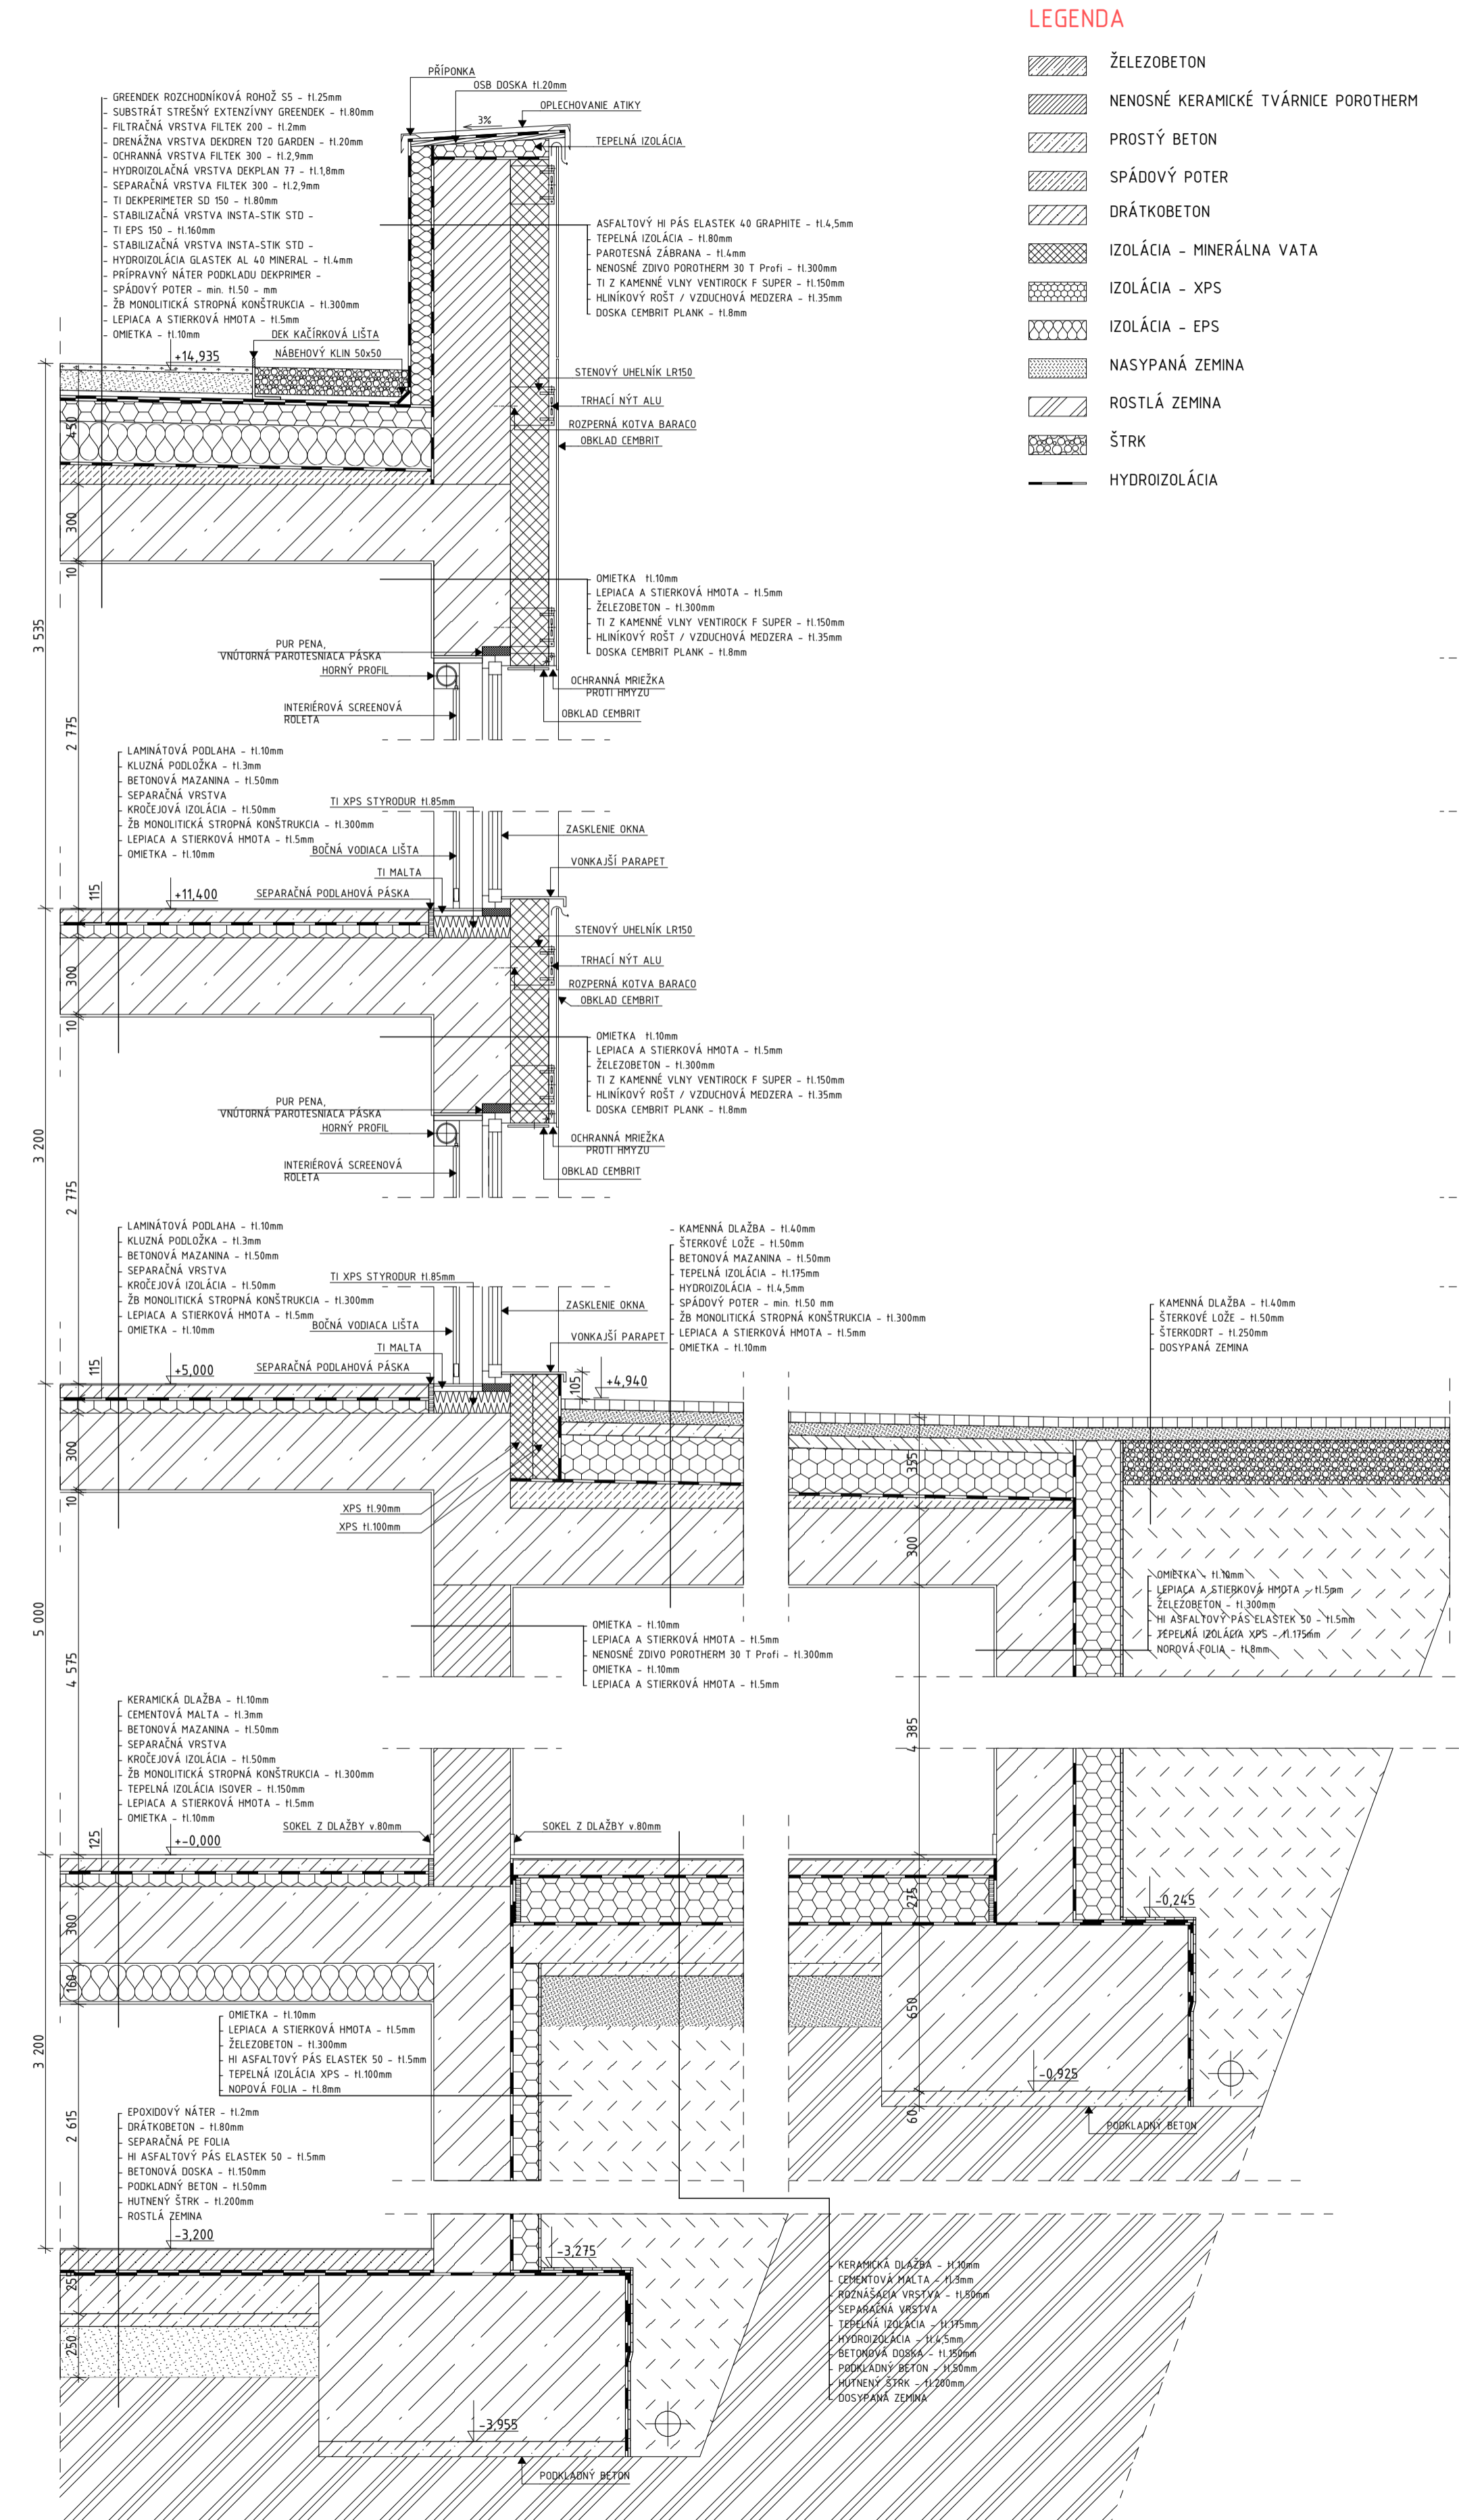 LEGENDA
ŽELEZOBETON
NENOSNÉ KERAMICKÉ TVÁRNICE POROTHERM
PROSTÝ BETON
SPÁDOVÝ POTER
DRÁTKOBETON
IZOLÁCIA - MINERÁLNA VATA
IZOLÁCIA - XPS
IZOLÁCIA - EPS
NASYPANÁ ZEMINA
ROSTLÁ ZEMINA
ŠTRK
HYDROIZOLÁCIA
PŘÍPONKA
OSB DOSKA tl.20mm
OPLECHOVANIE ATIKY
3%
TEPELNÁ IZOLÁCIA
- GREENDEK ROZCHODNÍKOVÁ ROHOŽ S5 - tl.25mm
- SUBSTRÁT STREŠNÝ EXTENZÍVNY GREENDEK - tl.80mm
- FILTRAČNÁ VRSTVA FILTEK 200 - tl.2mm
- DRENÁŽNA VRSTVA DEKDREN T20 GARDEN - tl.20mm
- OCHRANNÁ VRSTVA FILTEK 300 - tl.2,9mm
- HYDROIZOLAČNÁ VRSTVA DEKPLAN 77 - tl.1,8mm
- SEPARAČNÁ VRSTVA FILTEK 300 - tl.2,9mm
- TI DEKPERIMETER SD 150 - tl.80mm
- STABILIZAČNÁ VRSTVA INSTA-STIK STD -
- TI EPS 150 - tl.160mm
- STABILIZAČNÁ VRSTVA INSTA-STIK STD -
- HYDROIZOLÁCIA GLASTEK AL 40 MINERAL - tl.4mm
- PRÍPRAVNÝ NÁTER PODKLADU DEKPRIMER -
- SPÁDOVÝ POTER - min. tl.50 - mm
- ŽB MONOLITICKÁ STROPNÁ KONŠTRUKCIA - tl.300mm
- LEPIACA A STIERKOVÁ HMOTA - tl.5mm
- OMIETKA - tl.10mm
DEK KAČÍRKOVÁ LIŠTA
NÁBEHOVÝ KLIN 50x50
+14,935
- ASFALTOVÝ HI PÁS ELASTEK 40 GRAPHITE - tl.4,5mm
- TEPELNÁ IZOLÁCIA - tl.80mm
- PAROTESNÁ ZÁBRANA - tl.4mm
- NENOSNÉ ZDIVO POROTHERM 30 T Profi - tl.300mm
- TI Z KAMENNÉ VLNY VENTIROCK F SUPER - tl.150mm
- HLINÍKOVÝ ROŠT / VZDUCHOVÁ MEDZERA - tl.35mm
- DOSKA CEMBRIT PLANK - tl.8mm
STENOVÝ UHELNÍK LR150
TRHACÍ NÝT ALU
ROZPERNÁ KOTVA BARACO
OBKLAD CEMBRIT
450
300
10
3 535
- OMIETKA tl.10mm
- LEPIACA A STIERKOVÁ HMOTA - tl.5mm
- ŽELEZOBETON - tl.300mm
- TI Z KAMENNÉ VLNY VENTIROCK F SUPER - tl.150mm
- HLINÍKOVÝ ROŠT / VZDUCHOVÁ MEDZERA - tl.35mm
- DOSKA CEMBRIT PLANK - tl.8mm
PUR PENA,
VNÚTORNÁ PAROTESNIACA PÁSKA
HORNÝ PROFIL
INTERIÉROVÁ SCREENOVÁ
ROLETA
OCHRANNÁ MRIEŽKA
PROTI HMYZU
OBKLAD CEMBRIT
2 775
- LAMINÁTOVÁ PODLAHA - tl.10mm
- KLUZNÁ PODLOŽKA - tl.3mm
- BETONOVÁ MAZANINA - tl.50mm
- SEPARAČNÁ VRSTVA
- KROČEJOVÁ IZOLÁCIA - tl.50mm
- ŽB MONOLITICKÁ STROPNÁ KONŠTRUKCIA - tl.300mm
- LEPIACA A STIERKOVÁ HMOTA - tl.5mm
- OMIETKA - tl.10mm
TI XPS STYRODUR tl.85mm
BOČNÁ VODIACA LIŠTA
TI MALTA
SEPARAČNÁ PODLAHOVÁ PÁSKA
ZASKLENIE OKNA
VONKAJŠÍ PARAPET
115
+11,400
STENOVÝ UHELNÍK LR150
TRHACÍ NÝT ALU
ROZPERNÁ KOTVA BARACO
OBKLAD CEMBRIT
300
10
- OMIETKA tl.10mm
- LEPIACA A STIERKOVÁ HMOTA - tl.5mm
- ŽELEZOBETON - tl.300mm
- TI Z KAMENNÉ VLNY VENTIROCK F SUPER - tl.150mm
- HLINÍKOVÝ ROŠT / VZDUCHOVÁ MEDZERA - tl.35mm
- DOSKA CEMBRIT PLANK - tl.8mm
PUR PENA,
VNÚTORNÁ PAROTESNIACA PÁSKA
HORNÝ PROFIL
INTERIÉROVÁ SCREENOVÁ
ROLETA
OCHRANNÁ MRIEŽKA
PROTI HMYZU
OBKLAD CEMBRIT
3 200
2 775
- LAMINÁTOVÁ PODLAHA - tl.10mm
- KLUZNÁ PODLOŽKA - tl.3mm
- BETONOVÁ MAZANINA - tl.50mm
- SEPARAČNÁ VRSTVA
- KROČEJOVÁ IZOLÁCIA - tl.50mm
- ŽB MONOLITICKÁ STROPNÁ KONŠTRUKCIA - tl.300mm
- LEPIACA A STIERKOVÁ HMOTA - tl.5mm
- OMIETKA - tl.10mm
TI XPS STYRODUR tl.85mm
BOČNÁ VODIACA LIŠTA
TI MALTA
SEPARAČNÁ PODLAHOVÁ PÁSKA
ZASKLENIE OKNA
VONKAJŠÍ PARAPET
- KAMENNÁ DLAŽBA - tl.40mm
- ŠTERKOVÉ LOŽE - tl.50mm
- BETONOVÁ MAZANINA - tl.50mm
- TEPELNÁ IZOLÁCIA - tl.175mm
- HYDROIZOLÁCIA - tl.4,5mm
- SPÁDOVÝ POTER - min. tl.50 mm
- ŽB MONOLITICKÁ STROPNÁ KONŠTRUKCIA - tl.300mm
- LEPIACA A STIERKOVÁ HMOTA - tl.5mm
- OMIETKA - tl.10mm
- KAMENNÁ DLAŽBA - tl.40mm
- ŠTERKOVÉ LOŽE - tl.50mm
- ŠTERKODRT - tl.250mm
- DOSYPANÁ ZEMINA
115
+5,000
105
+4,940
355
300
300
10
XPS tl.90mm
XPS tl.100mm
- OMIETKA - tl.10mm
- LEPIACA A STIERKOVÁ HMOTA - tl.5mm
- ŽELEZOBETON - tl.300mm
- HI ASFALTOVÝ PÁS ELASTEK 50 - tl.5mm
- TEPELNÁ IZOLÁCIA XPS - tl.175mm
- NOPOVÁ FOLIA - tl.8mm
- OMIETKA - tl.10mm
- LEPIACA A STIERKOVÁ HMOTA - tl.5mm
- NENOSNÉ ZDIVO POROTHERM 30 T Profi - tl.300mm
- OMIETKA - tl.10mm
- LEPIACA A STIERKOVÁ HMOTA - tl.5mm
5 000
4 575
4 385
- KERAMICKÁ DLAŽBA - tl.10mm
- CEMENTOVÁ MALTA - tl.3mm
- BETONOVÁ MAZANINA - tl.50mm
- SEPARAČNÁ VRSTVA
- KROČEJOVÁ IZOLÁCIA - tl.50mm
- ŽB MONOLITICKÁ STROPNÁ KONŠTRUKCIA - tl.300mm
- TEPELNÁ IZOLÁCIA ISOVER - tl.150mm
- LEPIACA A STIERKOVÁ HMOTA - tl.5mm
- OMIETKA - tl.10mm
SOKEL Z DLAŽBY v.80mm
SOKEL Z DLAŽBY v.80mm
125
+-0,000
300
160
275
-0,245
650
-0,925
60
PODKLADNÝ BETON
- OMIETKA - tl.10mm
- LEPIACA A STIERKOVÁ HMOTA - tl.5mm
- ŽELEZOBETON - tl.300mm
- HI ASFALTOVÝ PÁS ELASTEK 50 - tl.5mm
- TEPELNÁ IZOLÁCIA XPS - tl.100mm
- NOPOVÁ FOLIA - tl.8mm
3 200
2 615
- EPOXIDOVÝ NÁTER - tl.2mm
- DRÁTKOBETON - tl.80mm
- SEPARAČNÁ PE FOLIA
- HI ASFALTOVÝ PÁS ELASTEK 50 - tl.5mm
- BETONOVÁ DOSKA - tl.150mm
- PODKLADNÝ BETON - tl.50mm
- HUTNENÝ ŠTRK - tl.200mm
- ROSTLÁ ZEMINA
-3,200
-3,275
250
- KERAMICKÁ DLAŽBA - tl.10mm
- CEMENTOVÁ MALTA - tl.3mm
- ROZNÁŠACIA VRSTVA - tl.50mm
- SEPARAČNÁ VRSTVA
- TEPELNÁ IZOLÁCIA - tl.175mm
- HYDROIZOLÁCIA - tl.4,5mm
- BETONOVÁ DOSKA - tl.150mm
- PODKLADNÝ BETON - tl.50mm
- HUTNENÝ ŠTRK - tl.200mm
- DOSYPANÁ ZEMINA
-3,955
PODKLADNÝ BETON